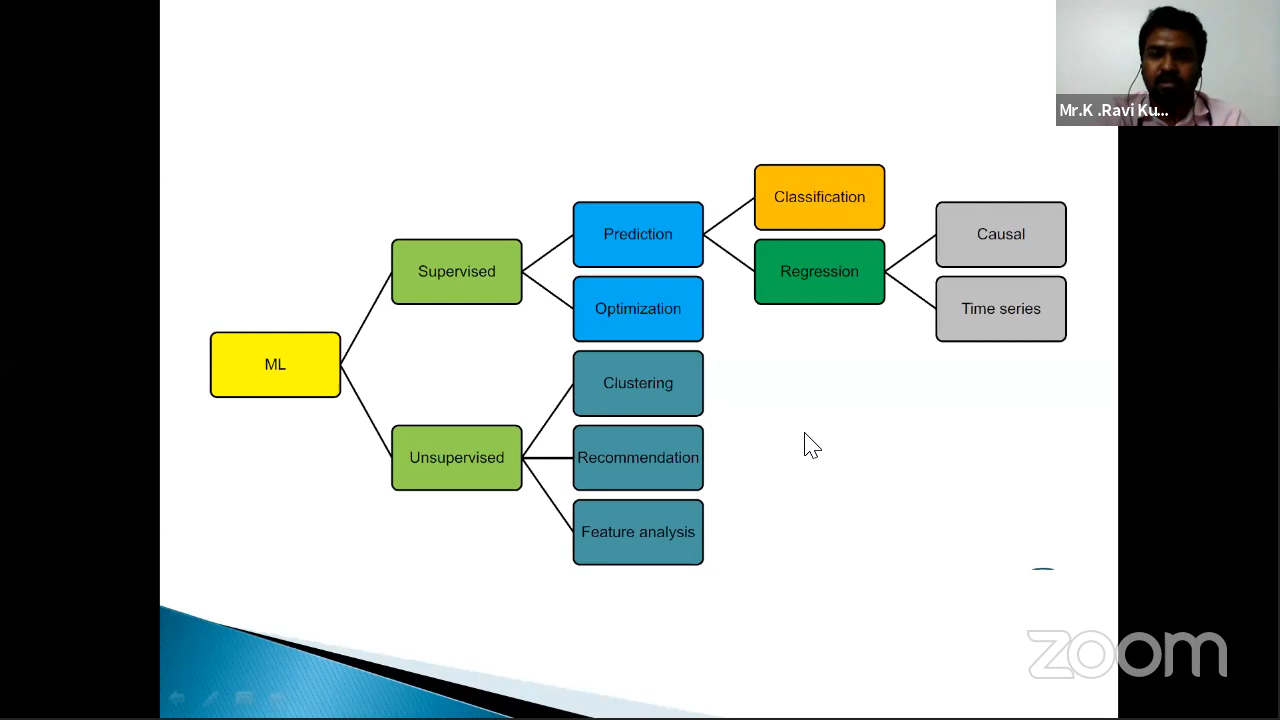 Mr.K .Ravi Ku...
Classification
Prediction
Causal
Supervised
Regression
Optimization
Time series
ML
Clustering
Unsupervised
Recommendation
Feature analysis
zoom